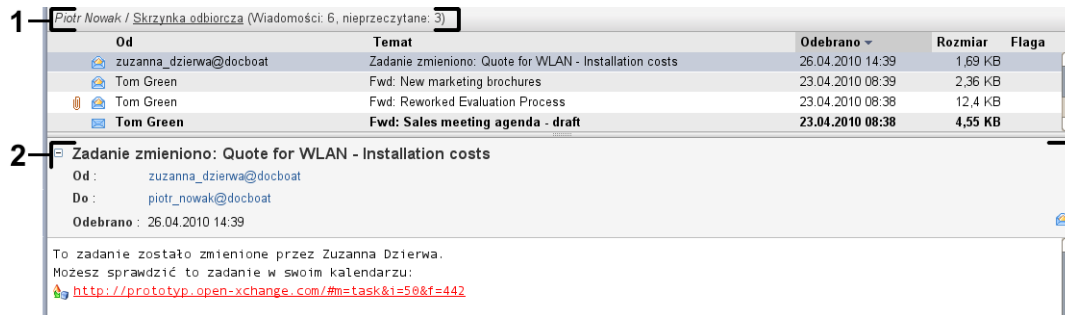 1 Piotr Nowak / Skrzynka odbiorcza (Wiadomości: 6, nieprzeczytane: 3)
Od Temat Odebrano Rozmiar Flaga
zuzanna_dzierwa@docboat Zadanie zmieniono: Quote for WLAN - Installation costs 26.04.2010 14:39 1,69 KB
Tom Green Fwd: New marketing brochures 23.04.2010 08:39 2,36 KB
Tom Green Fwd: Reworked Evaluation Process 23.04.2010 08:38 12,4 KB
Tom Green Fwd: Sales meeting agenda - draft 23.04.2010 08:38 4,55 KB
2 Zadanie zmieniono: Quote for WLAN - Installation costs
Od : zuzanna_dzierwa@docboat
Do : piotr_nowak@docboat
Odebrano : 26.04.2010 14:39
To zadanie zostało zmienione przez Zuzanna Dzierwa.
Możesz sprawdzić to zadanie w swoim kalendarzu:
http://prototyp.open-xchange.com/#m=task&i=50&f=442